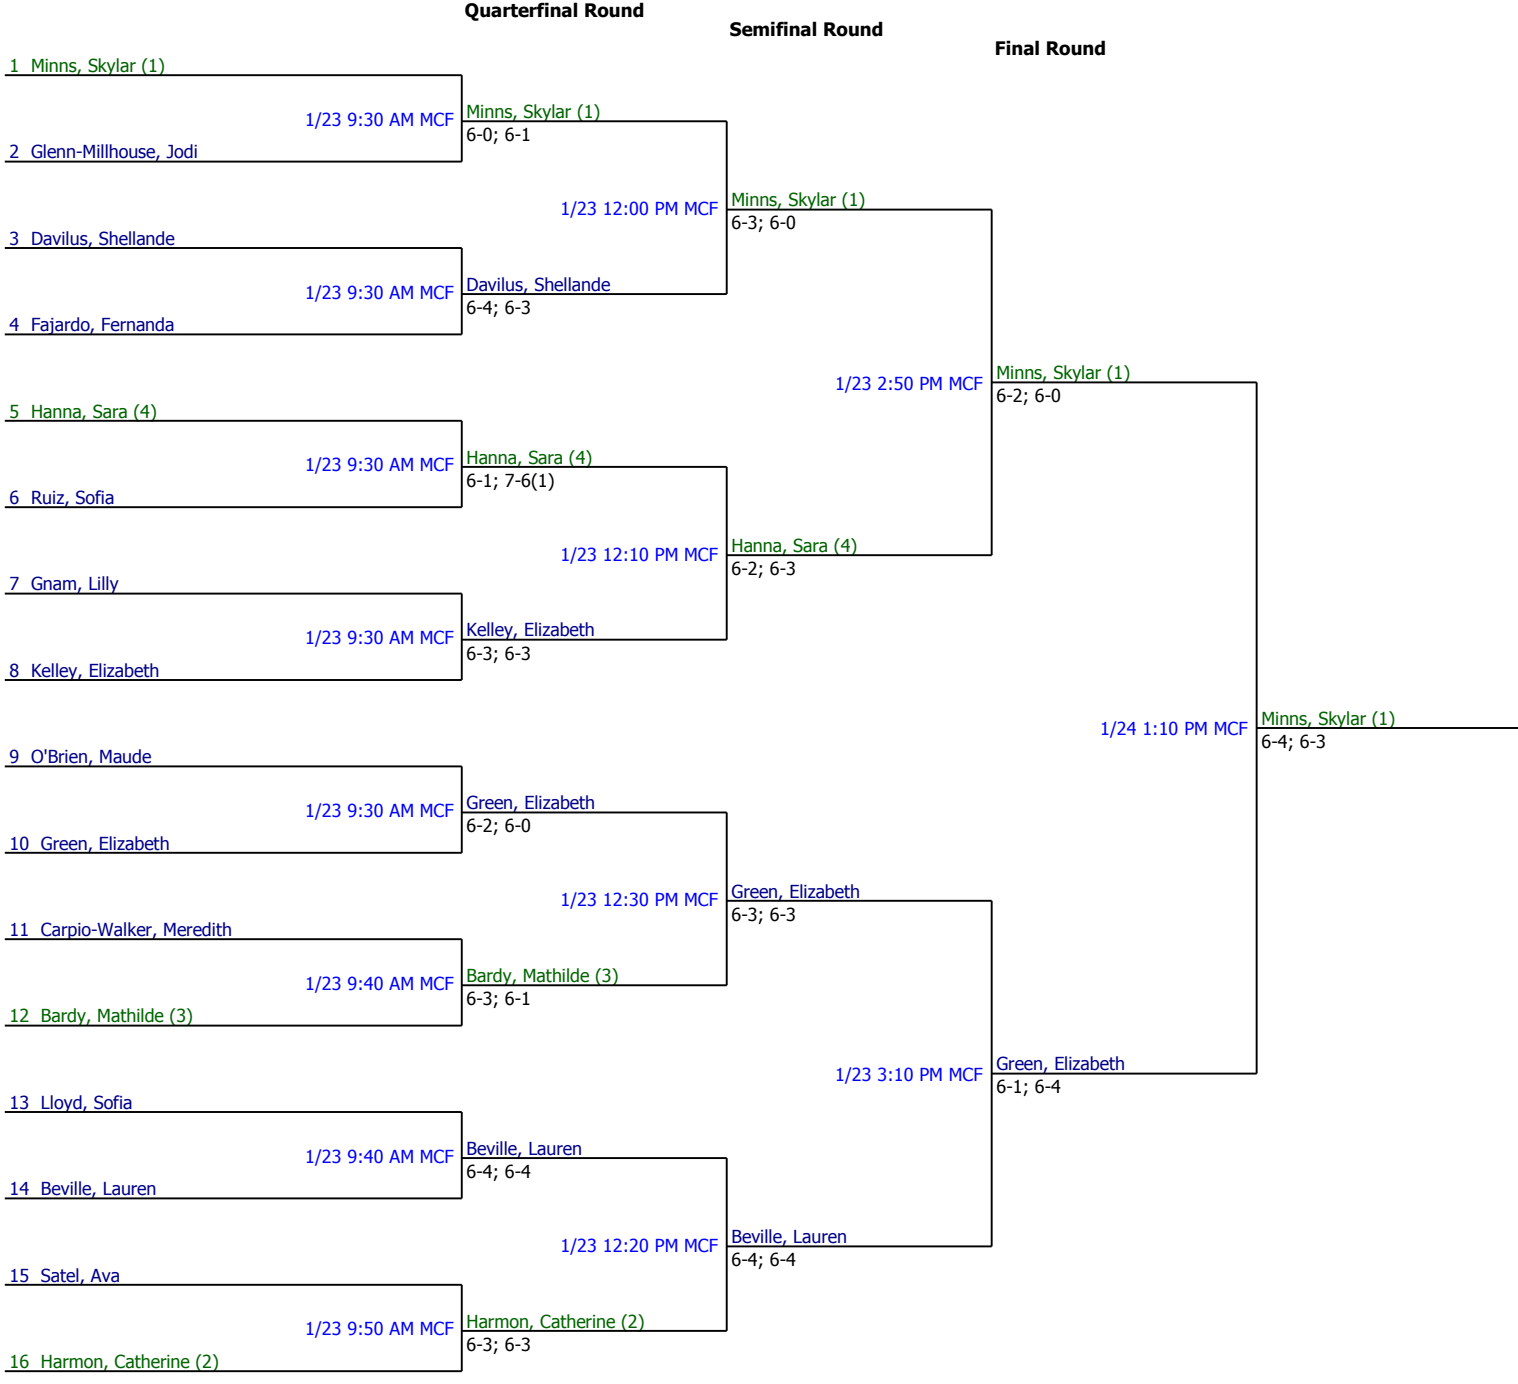 Quarterfinal Round
Semifinal Round
Final Round
1 Minns, Skylar (1)
1/23 9:30 AM MCF
Minns, Skylar (1)
6-0; 6-1
2 Glenn-Millhouse, Jodi
1/23 12:00 PM MCF
Minns, Skylar (1)
6-3; 6-0
3 Davilus, Shellande
1/23 9:30 AM MCF
Davilus, Shellande
6-4; 6-3
4 Fajardo, Fernanda
1/23 2:50 PM MCF
Minns, Skylar (1)
6-2; 6-0
5 Hanna, Sara (4)
1/23 9:30 AM MCF
Hanna, Sara (4)
6-1; 7-6(1)
6 Ruiz, Sofia
1/23 12:10 PM MCF
Hanna, Sara (4)
6-2; 6-3
7 Gnam, Lilly
1/23 9:30 AM MCF
Kelley, Elizabeth
6-3; 6-3
8 Kelley, Elizabeth
1/24 1:10 PM MCF
Minns, Skylar (1)
6-4; 6-3
9 O'Brien, Maude
1/23 9:30 AM MCF
Green, Elizabeth
6-2; 6-0
10 Green, Elizabeth
1/23 12:30 PM MCF
Green, Elizabeth
6-3; 6-3
11 Carpio-Walker, Meredith
1/23 9:40 AM MCF
Bardy, Mathilde (3)
6-3; 6-1
12 Bardy, Mathilde (3)
1/23 3:10 PM MCF
Green, Elizabeth
6-1; 6-4
13 Lloyd, Sofia
1/23 9:40 AM MCF
Beville, Lauren
6-4; 6-4
14 Beville, Lauren
1/23 12:20 PM MCF
Beville, Lauren
6-4; 6-4
15 Satel, Ava
1/23 9:50 AM MCF
Harmon, Catherine (2)
6-3; 6-3
16 Harmon, Catherine (2)